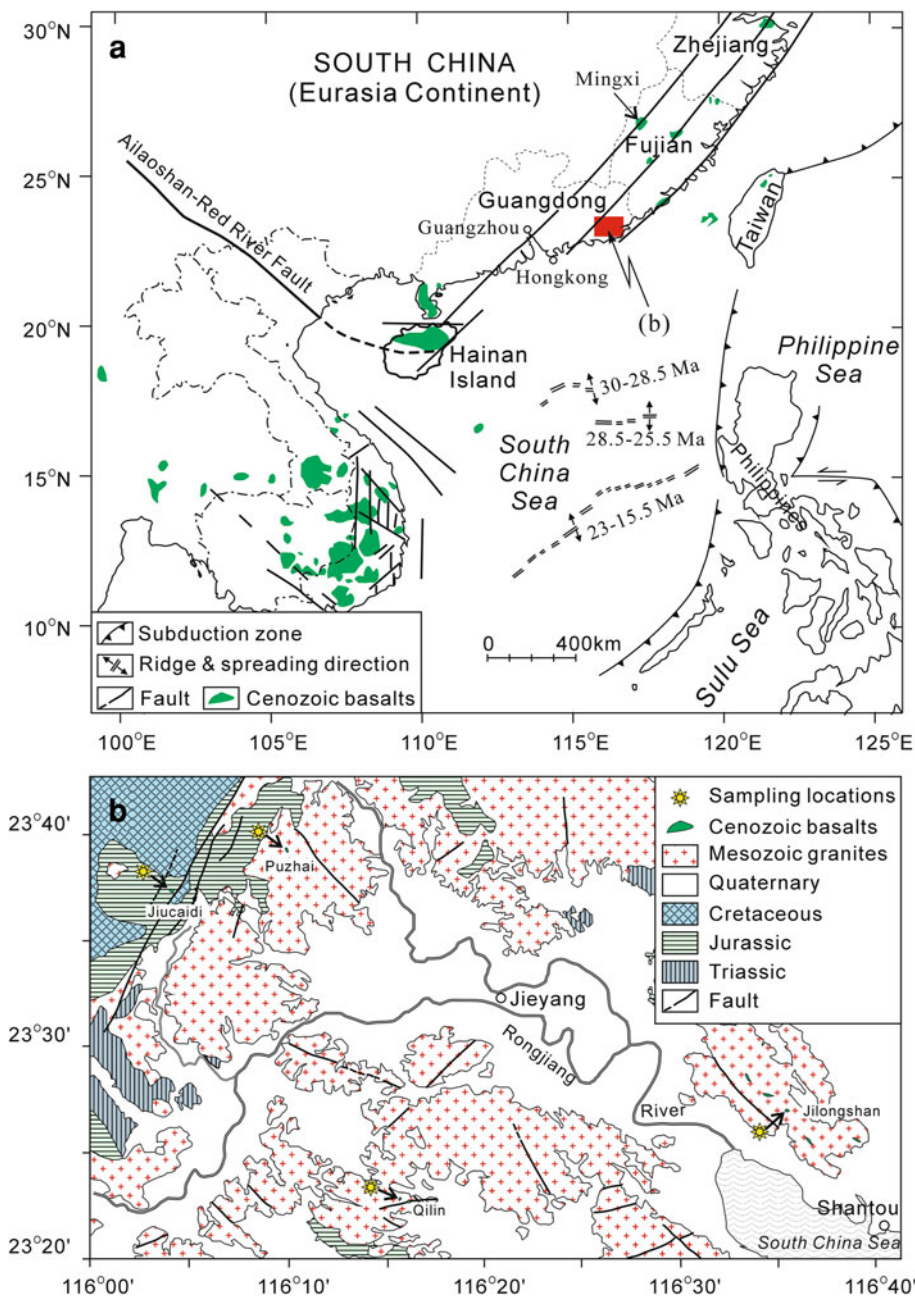 a
30°N
25°N
20°N
15°N
10°N
SOUTH CHINA
(Eurasia Continent)
Zhejiang
Mingxi
Fujian
Ailaoshan-Red River Fault
Guangdong
Guangzhou
Hongkong
Taiwan
(b)
Hainan
Island
Philippine
Sea
30-28.5 Ma
28.5-25.5 Ma
South
China
Sea
23-15.5 Ma
Philippines
Sulu Sea
0 400km
Subduction zone
Ridge & spreading direction
Fault
Cenozoic basalts
100°E 105°E 110°E 115°E 120°E 125°E
b
23°40'
23°30'
23°20'
Sampling locations
Cenozoic basalts
Mesozoic granites
Quaternary
Cretaceous
Jurassic
Triassic
Fault
Puzhai
Jiucaidi
Jieyang
Rongjiang
River
Jilongshan
Qilin
Shantou
South China Sea
116°00' 116°10' 116°20' 116°30' 116°40'